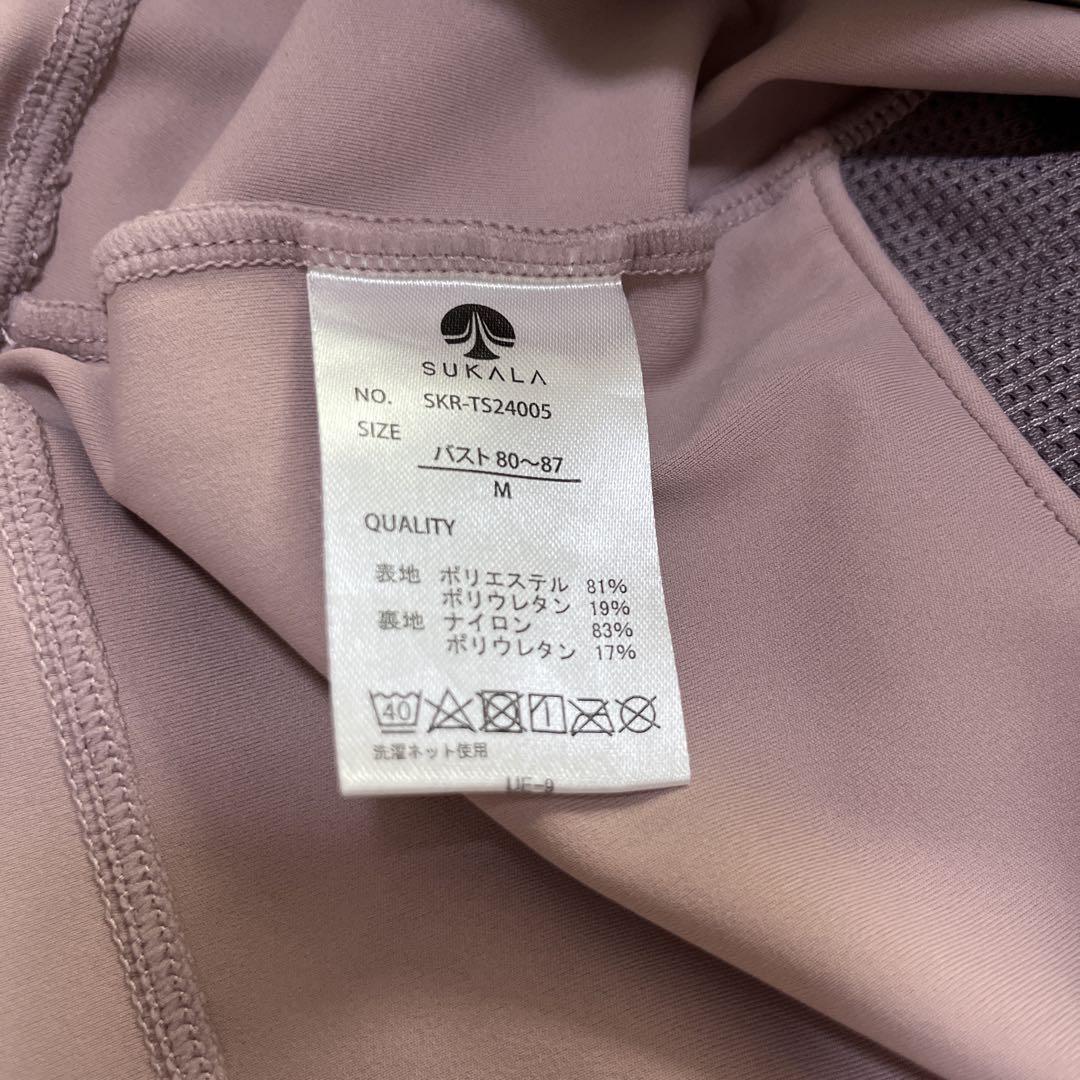 SUKALA
NO. SKR-TS24005
SIZE
バスト 80〜87
M
QUALITY
表地 ポリエステル 81%
ポリウレタン 19%
裏地 ナイロン 83%
ポリウレタン 17%
40
洗濯ネット使用